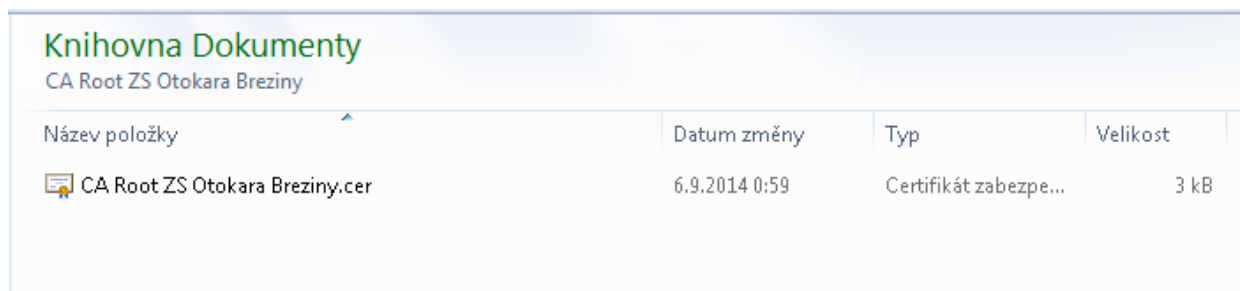 Knihovna Dokumenty
CA Root ZS Otokara Breziny
Název položky Datum změny Typ Velikost
CA Root ZS Otokara Breziny.cer 6.9.2014 0:59 Certifikát zabezpe... 3 kB